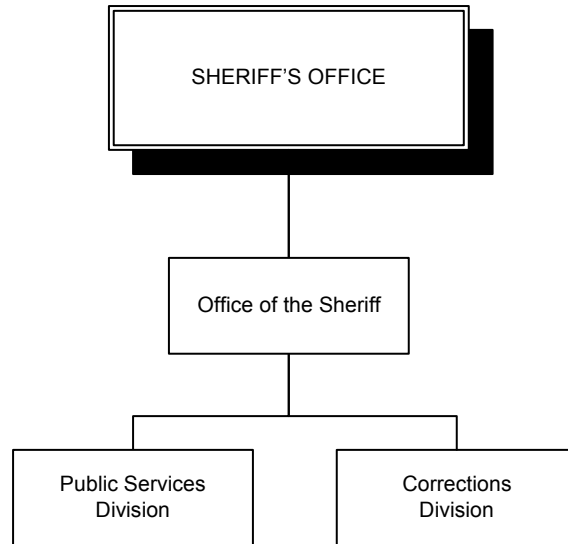 SHERIFF’S OFFICE
Office of the Sheriff
Public Services
Division
Corrections
Division